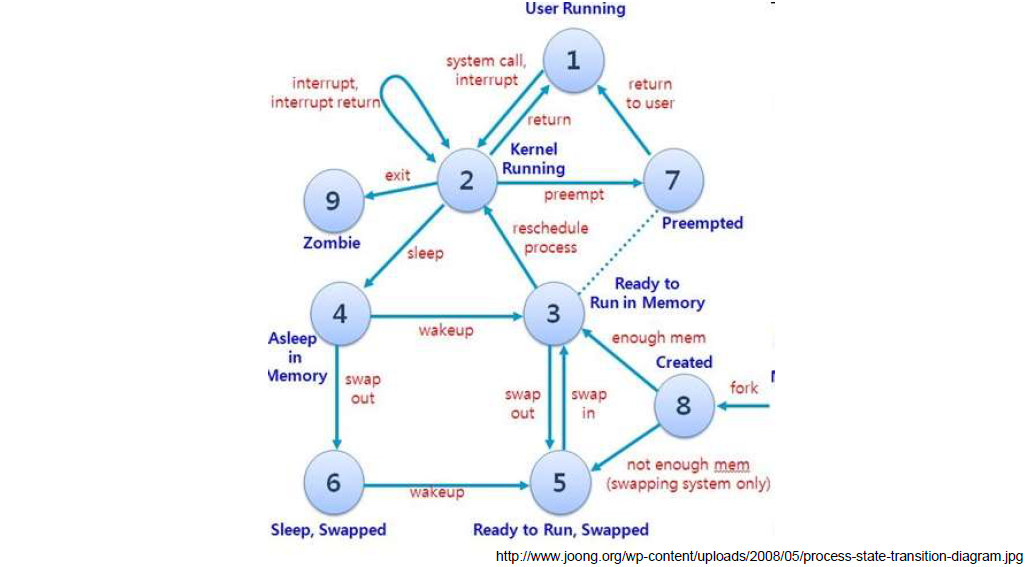 User Running
1
system call,
interrupt
interrupt,
interrupt return
return
to user
return
Kernel
Running
2
7
exit
preempt
9
Preempted
Zombie
reschedule
process
sleep
Ready to
Run in Memory
4
3
wakeup
enough mem
Asleep
in
Memory
Created
swap
out
swap
out
swap
in
fork
8
not enough mem
(swapping system only)
6
5
wakeup
Sleep, Swapped
Ready to Run, Swapped
http://www.joong.org/wp-content/uploads/2008/05/process-state-transition-diagram.jpg